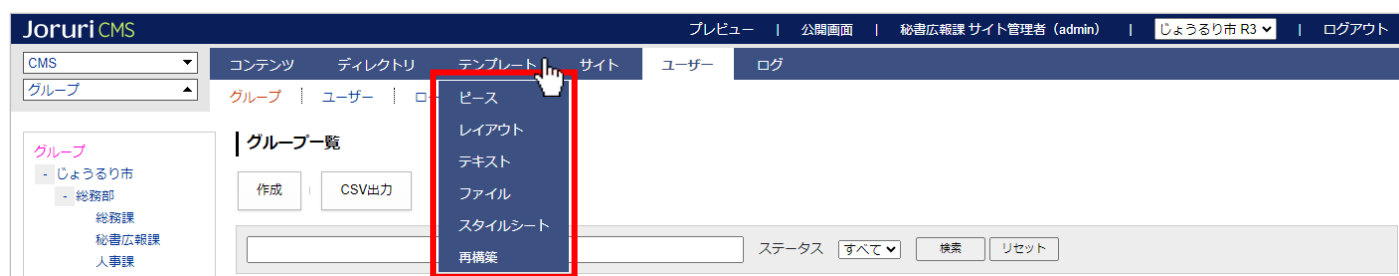 Joruri CMS プレビュー | 公開画面 | 秘書広報課 サイト管理者（admin） | じょうるり市 R3 | ログアウト
CMS
コンテンツ ディレクトリ テンプレート サイト ユーザー ログ
グループ
グループ ユーザー ロー
ピース
レイアウト
テキスト
ファイル
スタイルシート
再構築
グループ
- じょうるり市
- 総務部
総務課
秘書広報課
人事課
グループ一覧
作成 CSV出力
ステータス すべて 検索 リセット